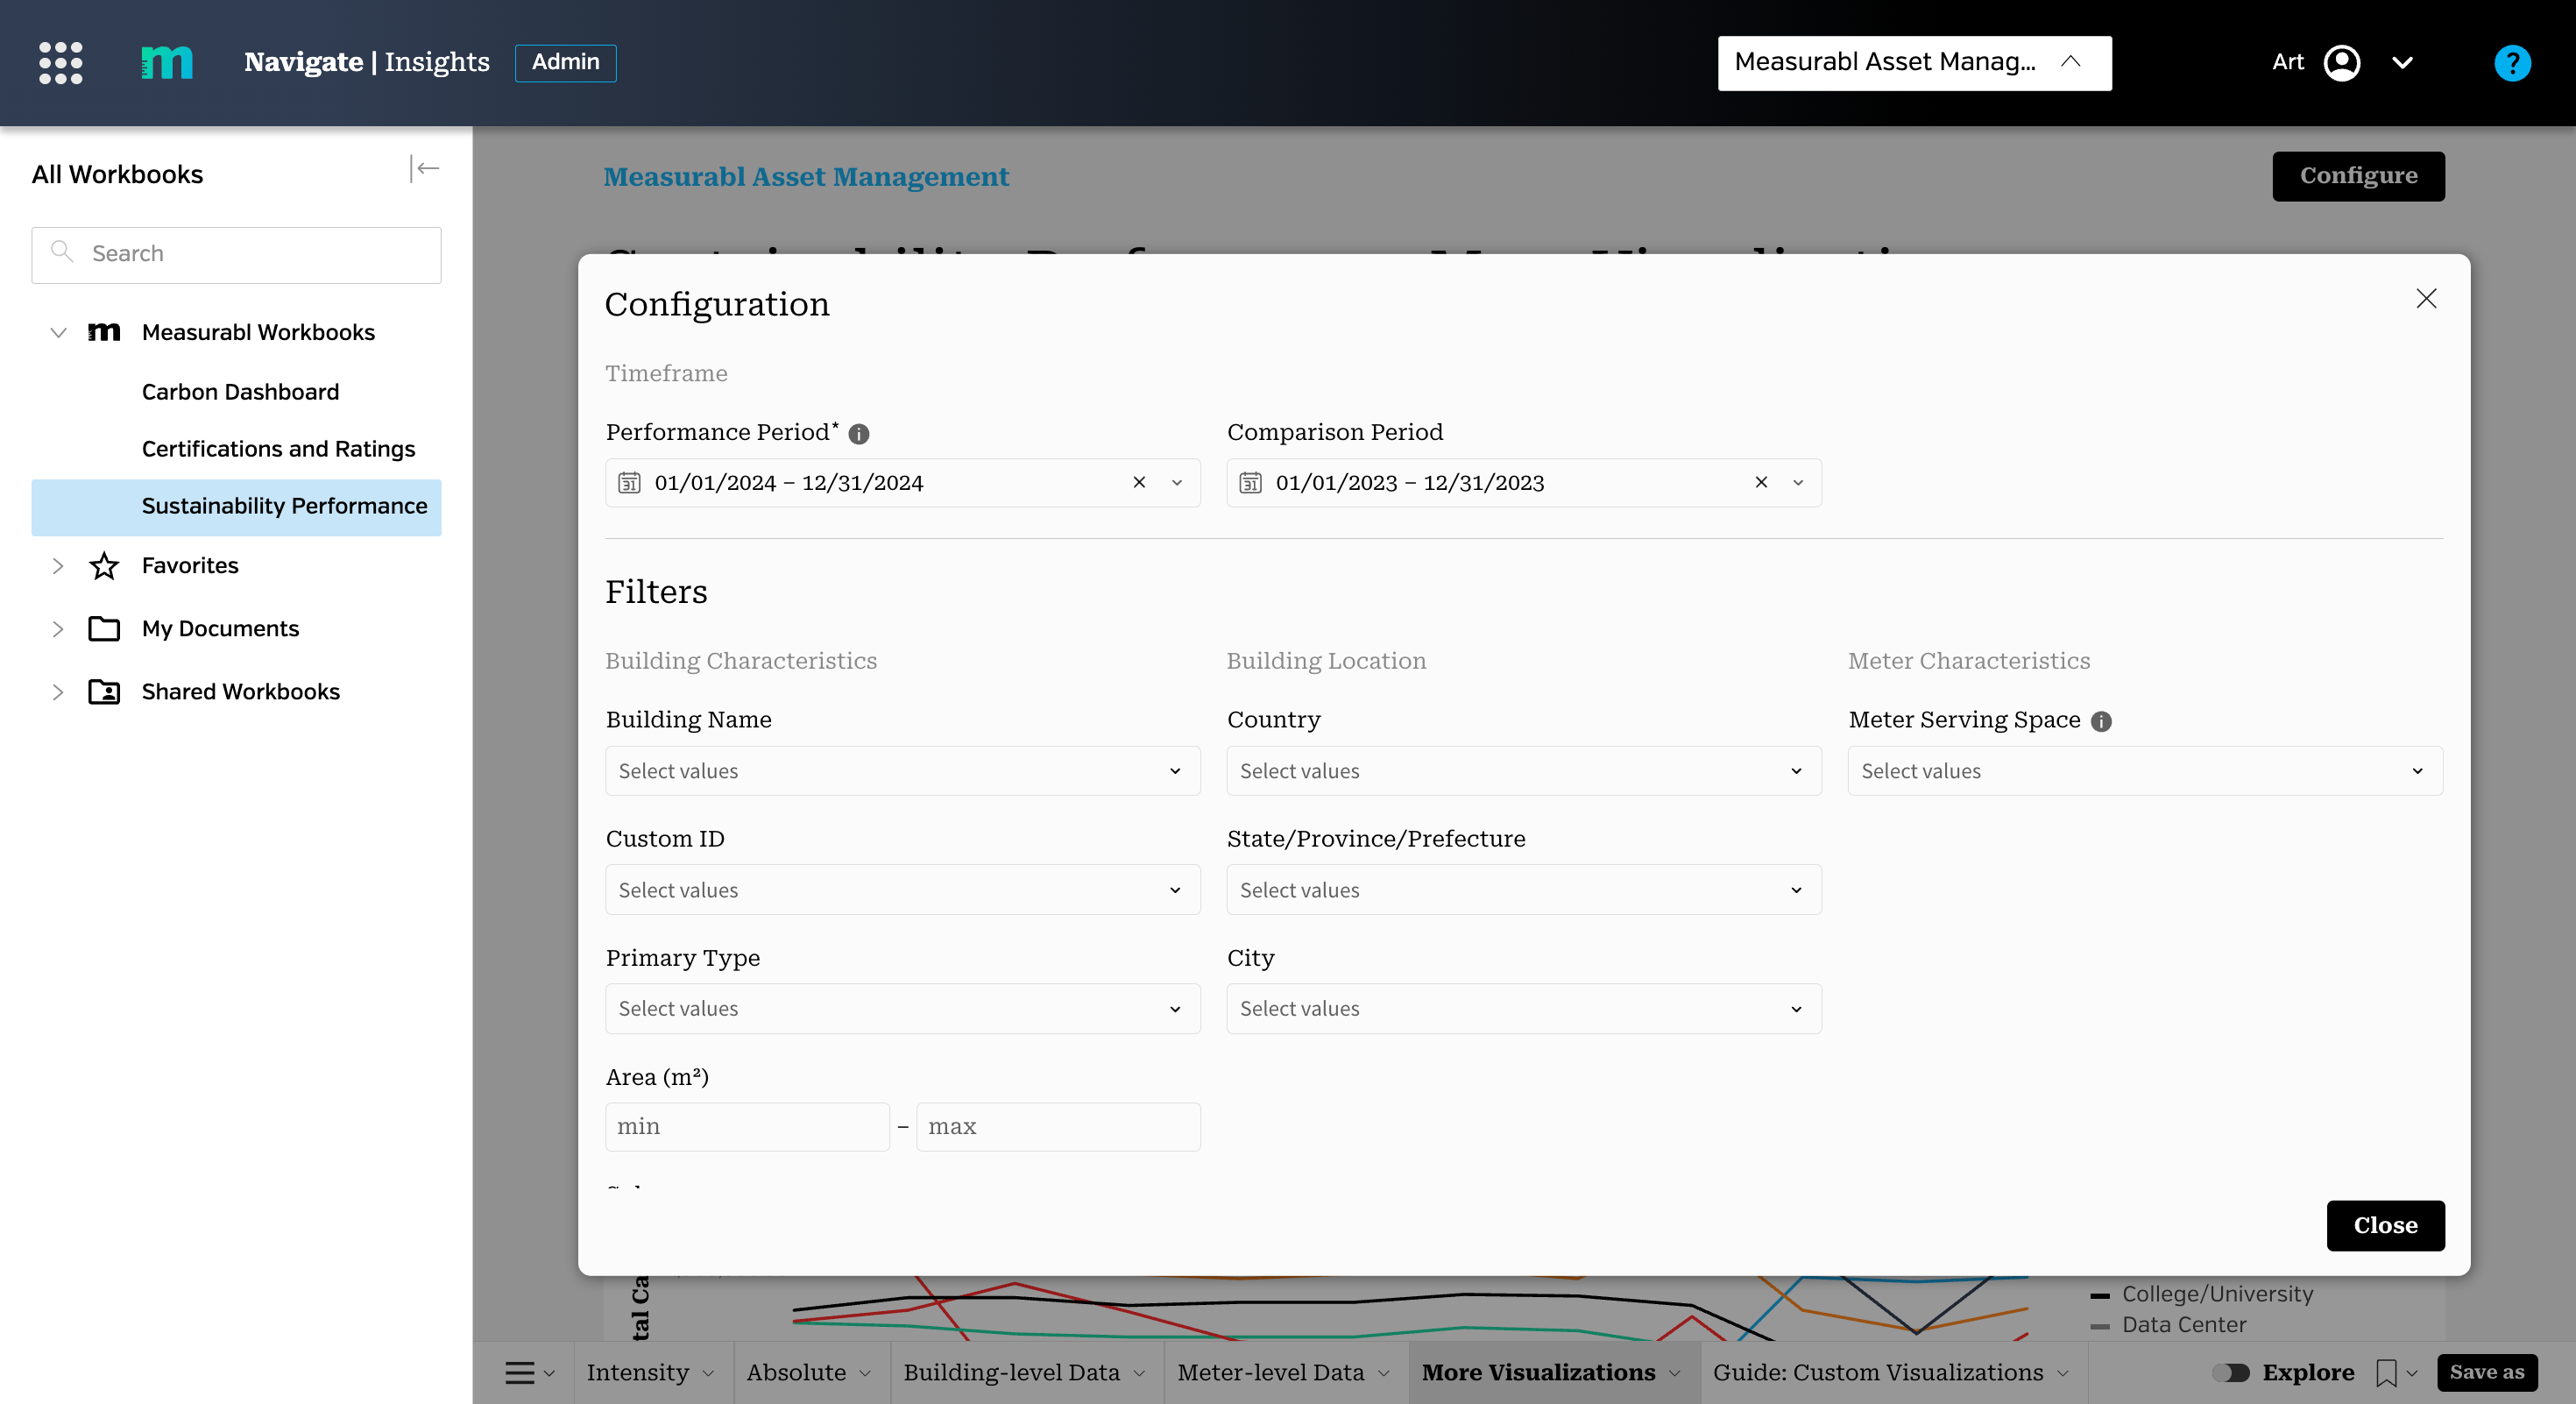 Navigate | Insights Admin Measurabl Asset Manag... Art ?
All Workbooks
Measurabl Asset Management Configure
Search
Measurabl Workbooks
Carbon Dashboard
Certifications and Ratings
Sustainability Performance
Favorites
My Documents
Shared Workbooks
Configuration
Timeframe
Performance Period* Comparison Period
01/01/2024 – 12/31/2024 01/01/2023 – 12/31/2023
Filters
Building Characteristics Building Location Meter Characteristics
Building Name Country Meter Serving Space
Select values Select values Select values
Custom ID State/Province/Prefecture
Select values Select values
Primary Type City
Select values Select values
Area (m²)
min – max
Close
College/University
Data Center
Intensity Absolute Building-level Data Meter-level Data More Visualizations Guide: Custom Visualizations Explore Save as